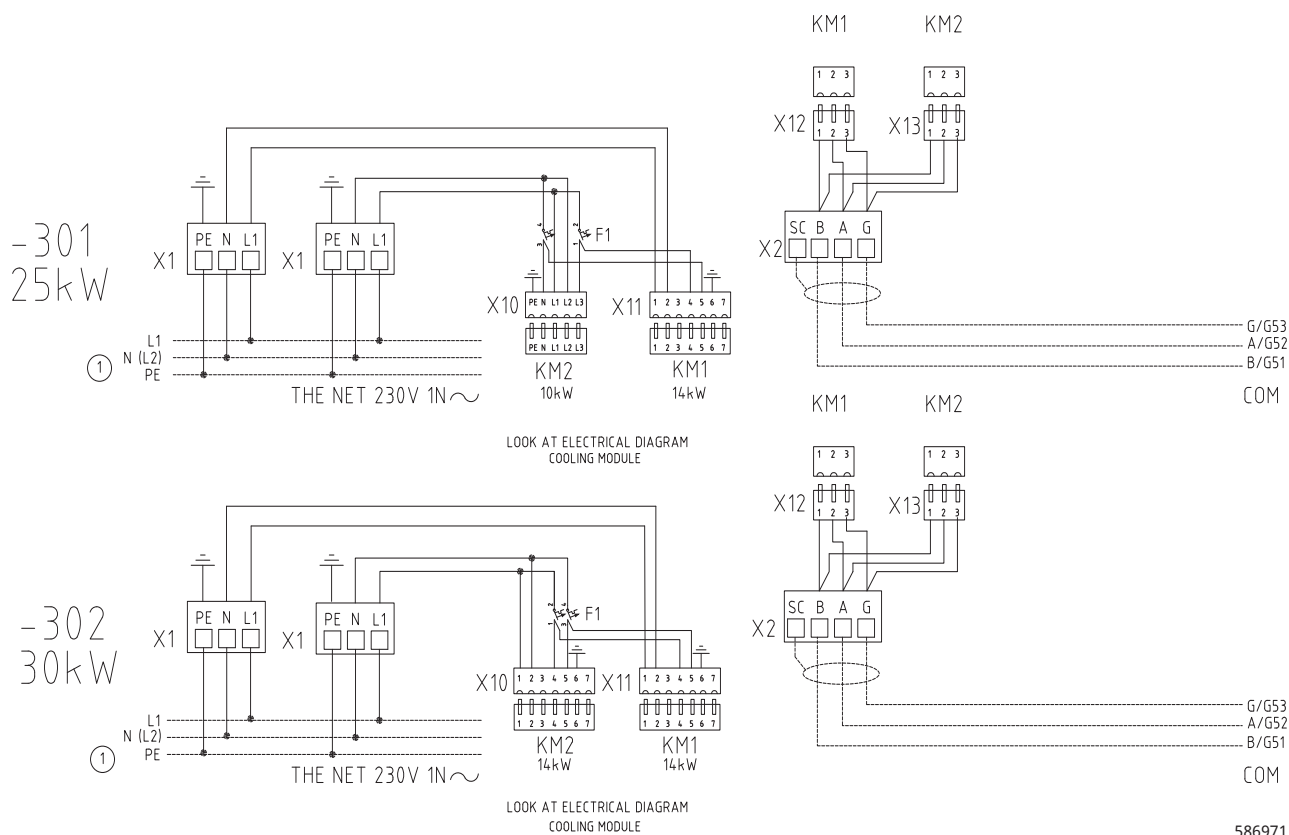 KM1 KM2
1 2 3 1 2 3
X12 X13
1 2 3 1 2 3
-301
25kW
X1 PE N L1
X1 PE N L1
4 2
3 1 F1
X10 PE N L1 L2 L3
X11 1 2 3 4 5 6 7
PE N L1 L2 L3
1 2 3 4 5 6 7
KM2
10kW
KM1
14kW
X2 SC B A G
L1
N (L2)
PE
1
THE NET 230V 1N~
G/G53
A/G52
B/G51
COM
LOOK AT ELECTRICAL DIAGRAM
COOLING MODULE
KM1 KM2
1 2 3 1 2 3
X12 X13
1 2 3 1 2 3
-302
30kW
X1 PE N L1
X1 PE N L1
2 4
1 3 F1
X10 1 2 3 4 5 6 7
X11 1 2 3 4 5 6 7
1 2 3 4 5 6 7
1 2 3 4 5 6 7
KM2
14kW
KM1
14kW
X2 SC B A G
L1
N (L2)
PE
1
THE NET 230V 1N~
G/G53
A/G52
B/G51
COM
LOOK AT ELECTRICAL DIAGRAM
COOLING MODULE
586971